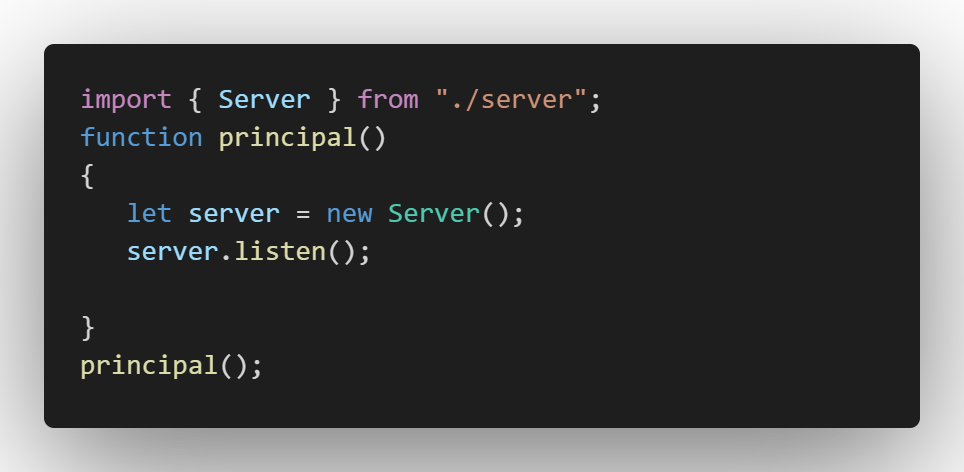 import { Server } from "./server";
function principal()
{
   let server = new Server();
   server.listen();
}
principal();